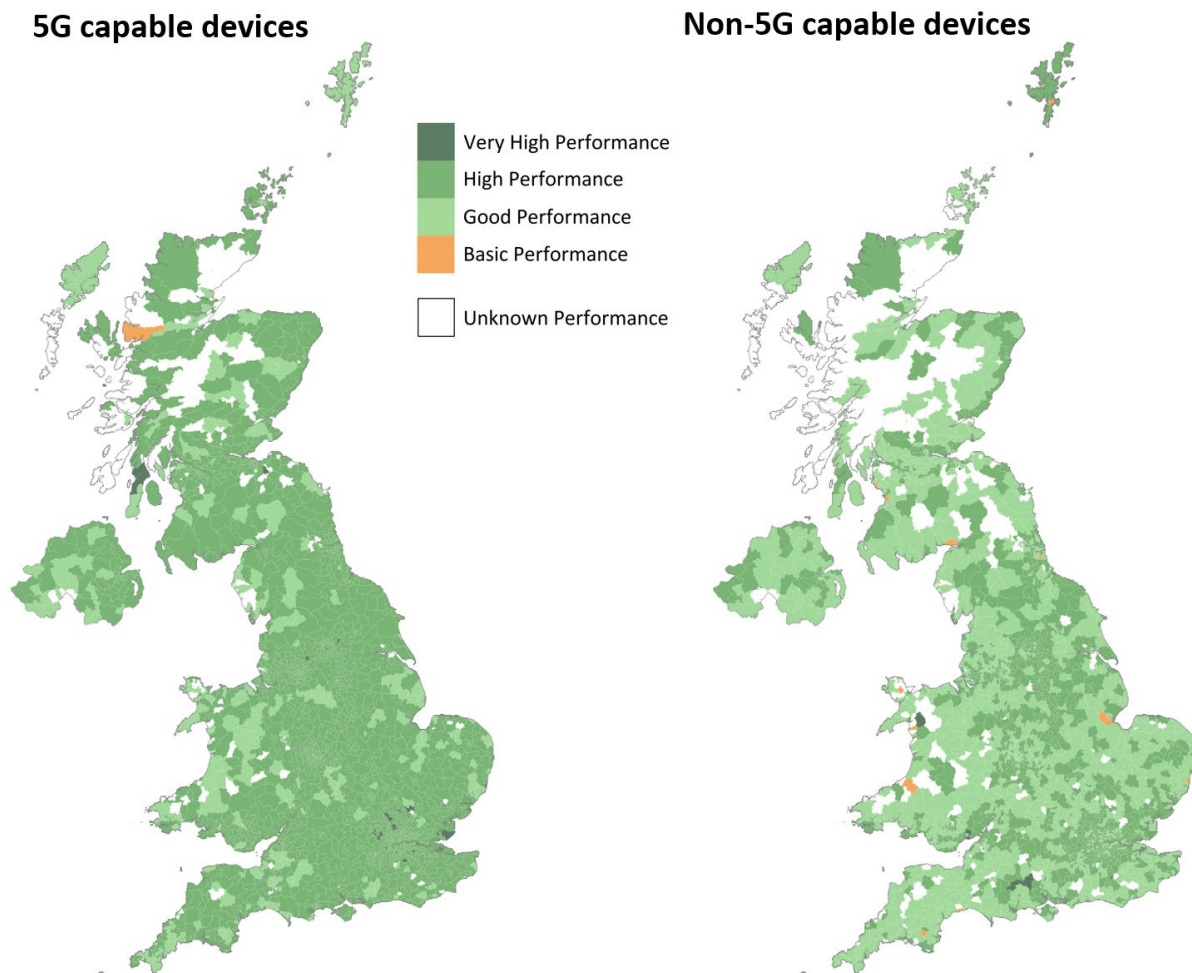 5G capable devices
Non-5G capable devices
Very High Performance
High Performance
Good Performance
Basic Performance
Unknown Performance